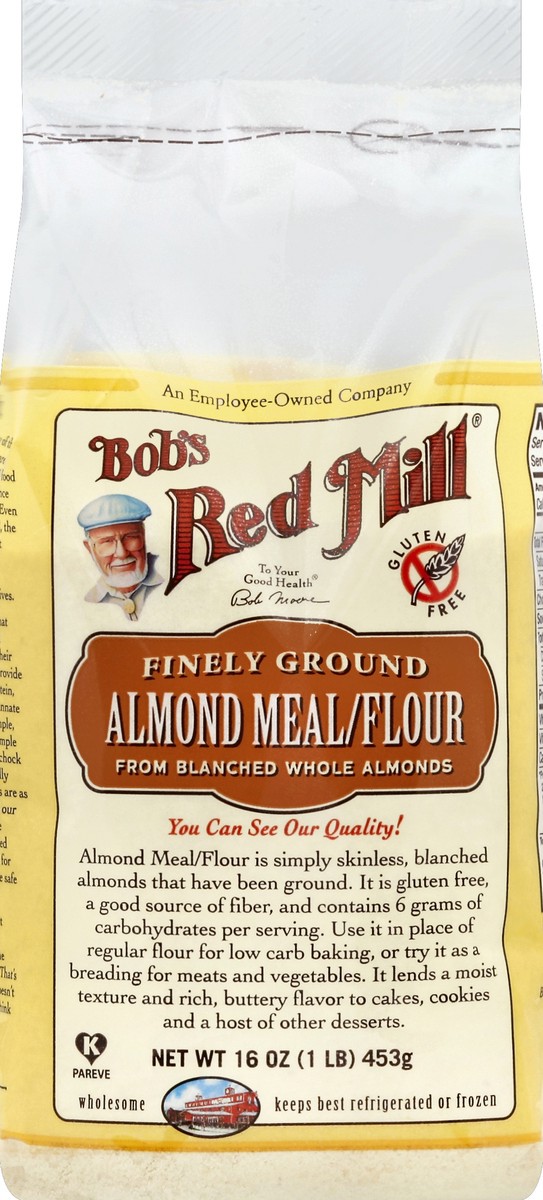 An Employee-Owned Company
Bob's
Red Mill®
To Your
Good Health®
Bob Moore
GLUTEN
FREE
FINELY GROUND
ALMOND MEAL/FLOUR
FROM BLANCHED WHOLE ALMONDS
You Can See Our Quality!
Almond Meal/Flour is simply skinless, blanched
almonds that have been ground. It is gluten free,
a good source of fiber, and contains 6 grams of
carbohydrates per serving. Use it in place of
regular flour for low carb baking, or try it as a
breading for meats and vegetables. It lends a moist
texture and rich, buttery flavor to cakes, cookies
and a host of other desserts.
K
PAREVE
NET WT 16 OZ (1 LB) 453g
wholesome
keeps best refrigerated or frozen